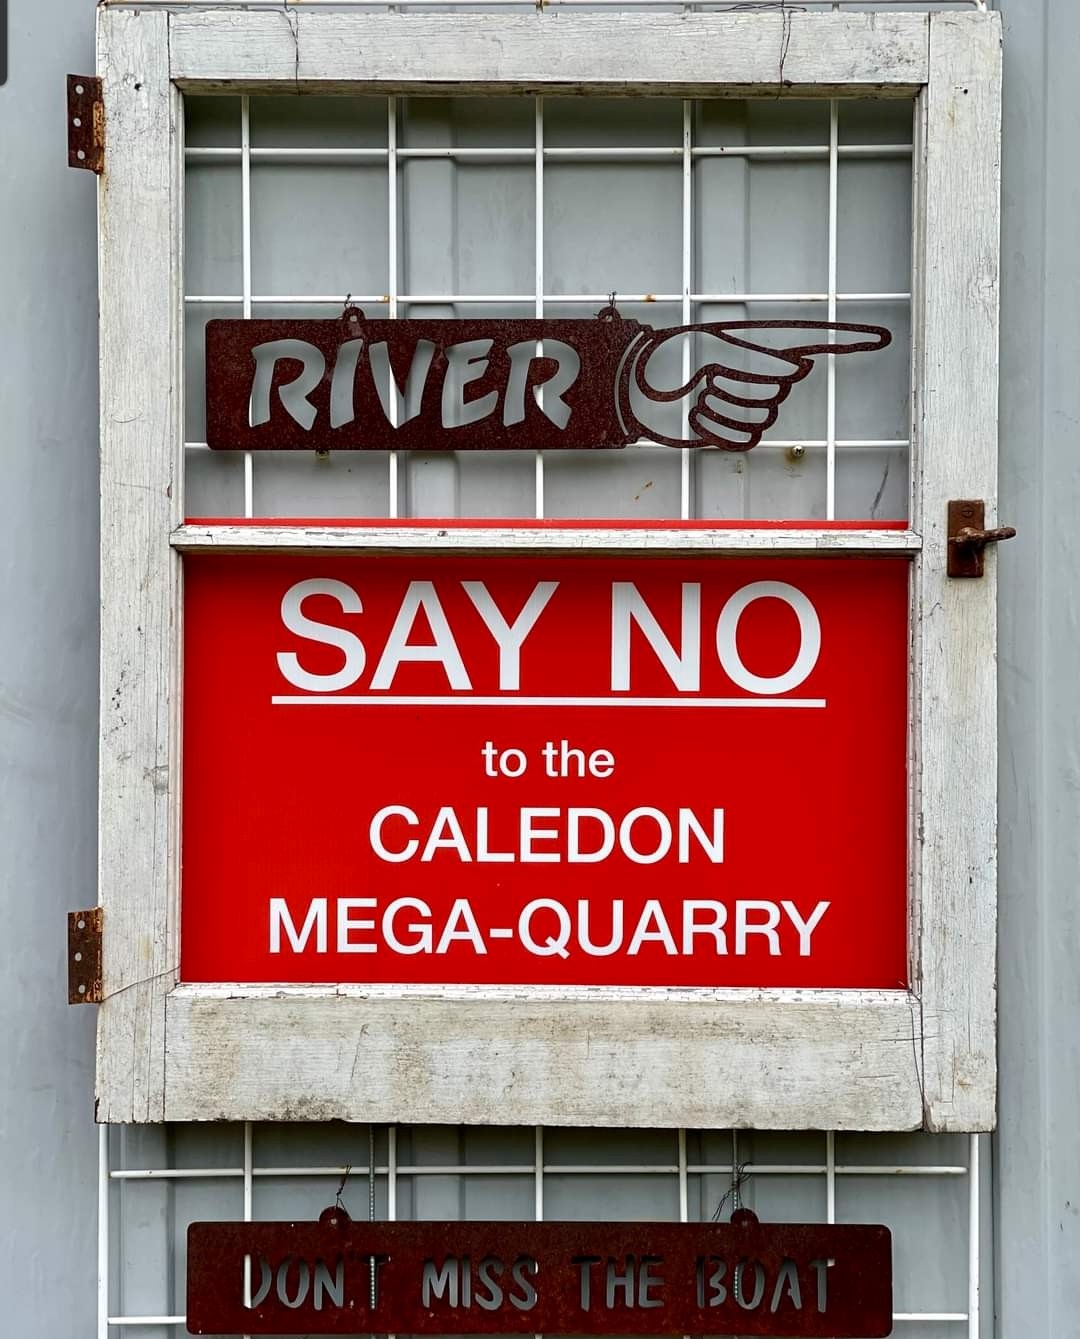 RIVER
SAY NO
to the
CALEDON
MEGA-QUARRY
DON'T MISS THE BOAT